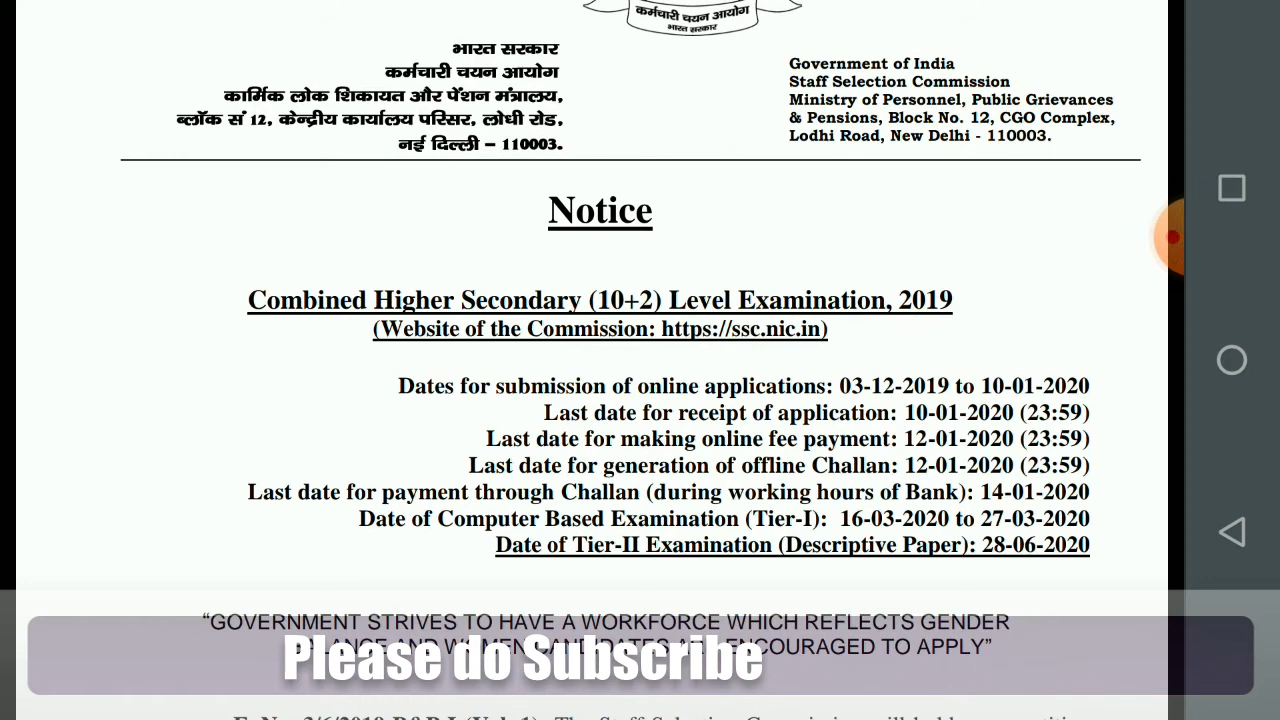 कर्मचारी चयन आयोग
भारत सरकार
भारत सरकार
कर्मचारी चयन आयोग
कार्मिक लोक शिकायत और पेंशन मंत्रालय,
ब्लॉक सं 12, केन्द्रीय कार्यालय परिसर, लोधी रोड,
नई दिल्ली – 110003.
Government of India
Staff Selection Commission
Ministry of Personnel, Public Grievances
& Pensions, Block No. 12, CGO Complex,
Lodhi Road, New Delhi - 110003.
Notice
Combined Higher Secondary (10+2) Level Examination, 2019
(Website of the Commission: https://ssc.nic.in)
Dates for submission of online applications: 03-12-2019 to 10-01-2020
Last date for receipt of application: 10-01-2020 (23:59)
Last date for making online fee payment: 12-01-2020 (23:59)
Last date for generation of offline Challan: 12-01-2020 (23:59)
Last date for payment through Challan (during working hours of Bank): 14-01-2020
Date of Computer Based Examination (Tier-I): 16-03-2020 to 27-03-2020
Date of Tier-II Examination (Descriptive Paper): 28-06-2020
“GOVERNMENT STRIVES TO HAVE A WORKFORCE WHICH REFLECTS GENDER
AND WOMEN CANDIDATES ENCOURAGED TO APPLY”
Please do Subscribe